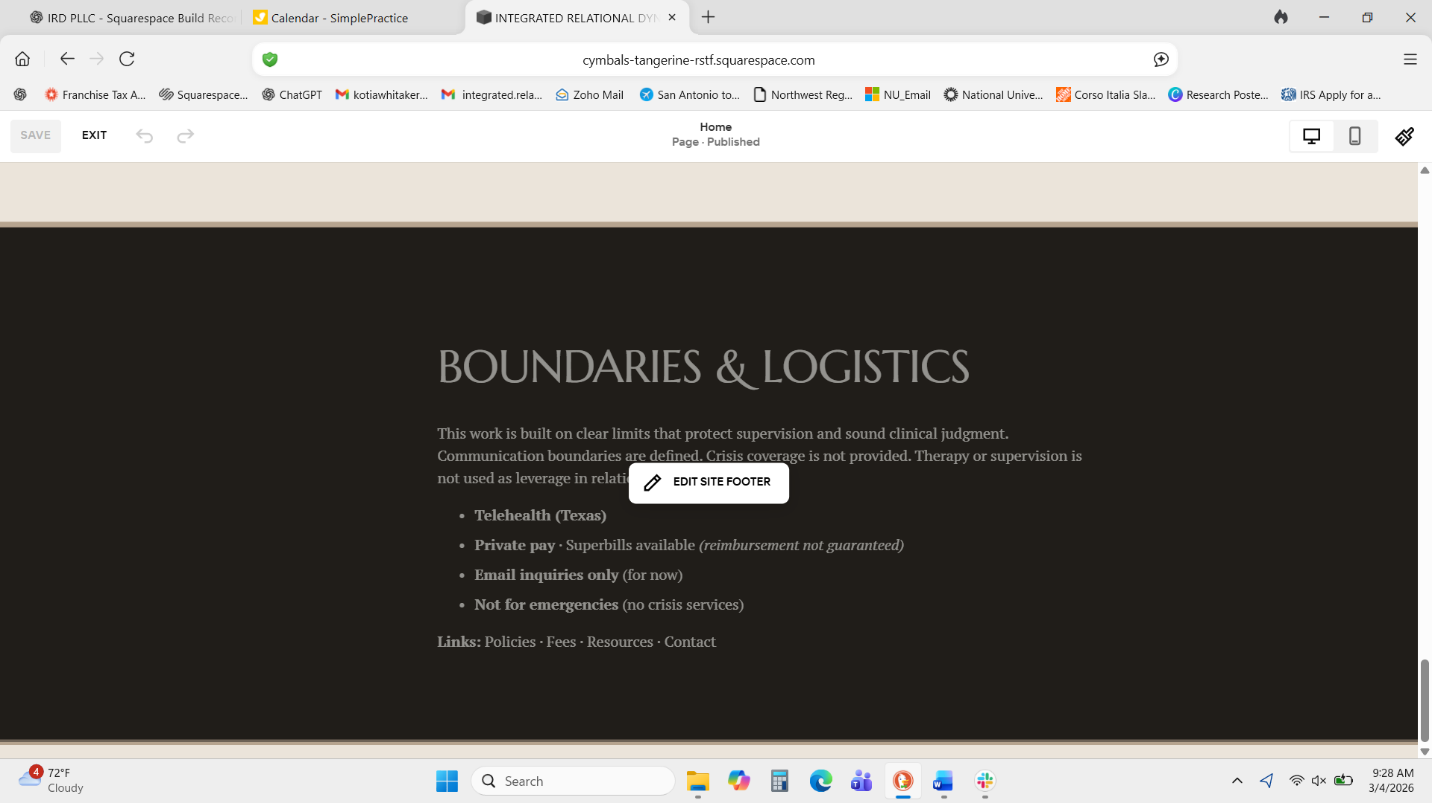 IRD PLLC - Squarespace Build Reco
Calendar - SimplePractice
INTEGRATED RELATIONAL DYN
cymbals-tangerine-rstf.squarespace.com
Franchise Tax A...
Squarespace...
ChatGPT
kotiawhitaker...
integrated.rela...
Zoho Mail
San Antonio to...
Northwest Reg...
NU_Email
National Unive...
Corso Italia Sla...
Research Poste...
IRS Apply for a...
SAVE
EXIT
Home
Page · Published
BOUNDARIES & LOGISTICS
This work is built on clear limits that protect supervision and sound clinical judgment.
Communication boundaries are defined. Crisis coverage is not provided. Therapy or supervision is
not used as leverage in
EDIT SITE FOOTER
• Telehealth (Texas)
• Private pay · Superbills available (reimbursement not guaranteed)
• Email inquiries only (for now)
• Not for emergencies (no crisis services)
Links: Policies · Fees · Resources · Contact
4
72°F
Cloudy
Search
9:28 AM
3/4/2026